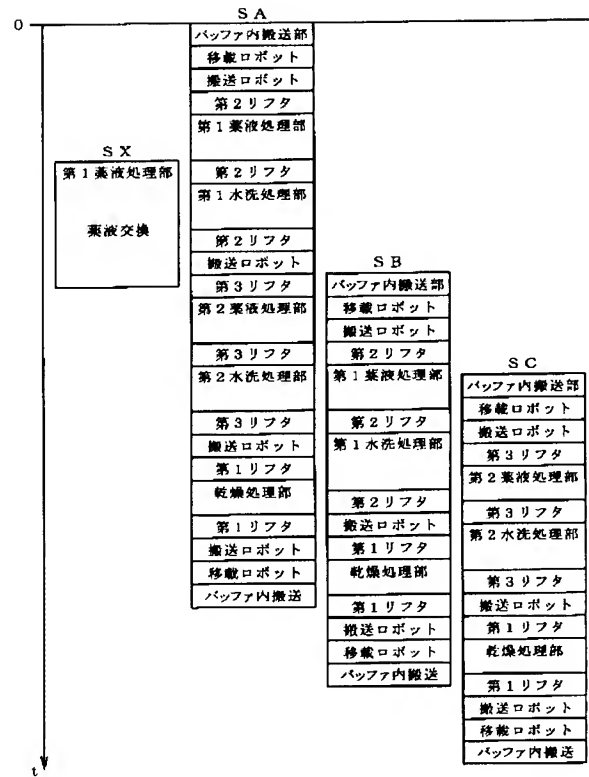 0
SA
バッファ内搬送部
移載ロボット
搬送ロボット
第2リフタ
第1薬液処理部
第2リフタ
第1水洗処理部
第2リフタ
搬送ロボット
第3リフタ
第2薬液処理部
第3リフタ
第2水洗処理部
第3リフタ
搬送ロボット
第1リフタ
乾燥処理部
第1リフタ
搬送ロボット
移載ロボット
バッファ内搬送
SX
第1薬液処理部
薬液交換
SB
バッファ内搬送部
移載ロボット
搬送ロボット
第2リフタ
第1薬液処理部
第2リフタ
第1水洗処理部
第2リフタ
搬送ロボット
第1リフタ
乾燥処理部
第1リフタ
搬送ロボット
移載ロボット
バッファ内搬送
SC
バッファ内搬送部
移載ロボット
搬送ロボット
第3リフタ
第2薬液処理部
第3リフタ
第2水洗処理部
第3リフタ
搬送ロボット
第1リフタ
乾燥処理部
第1リフタ
搬送ロボット
移載ロボット
バッファ内搬送
t